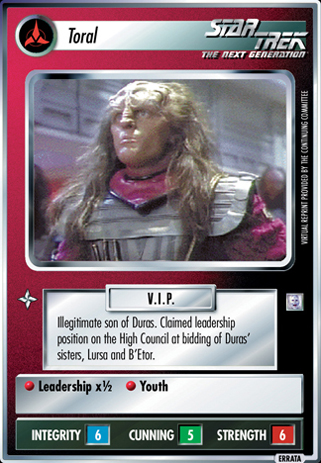 Toral
STAR TREK
THE NEXT GENERATION
VIRTUAL REPRINT PROVIDED BY THE CONTINUING COMMITTEE
V.I.P.
Illegitimate son of Duras. Claimed leadership
position on the High Council at bidding of Duras'
sisters, Lursa and B'Etor.
Leadership x½ Youth
INTEGRITY 6 CUNNING 5 STRENGTH 6
ERRATA